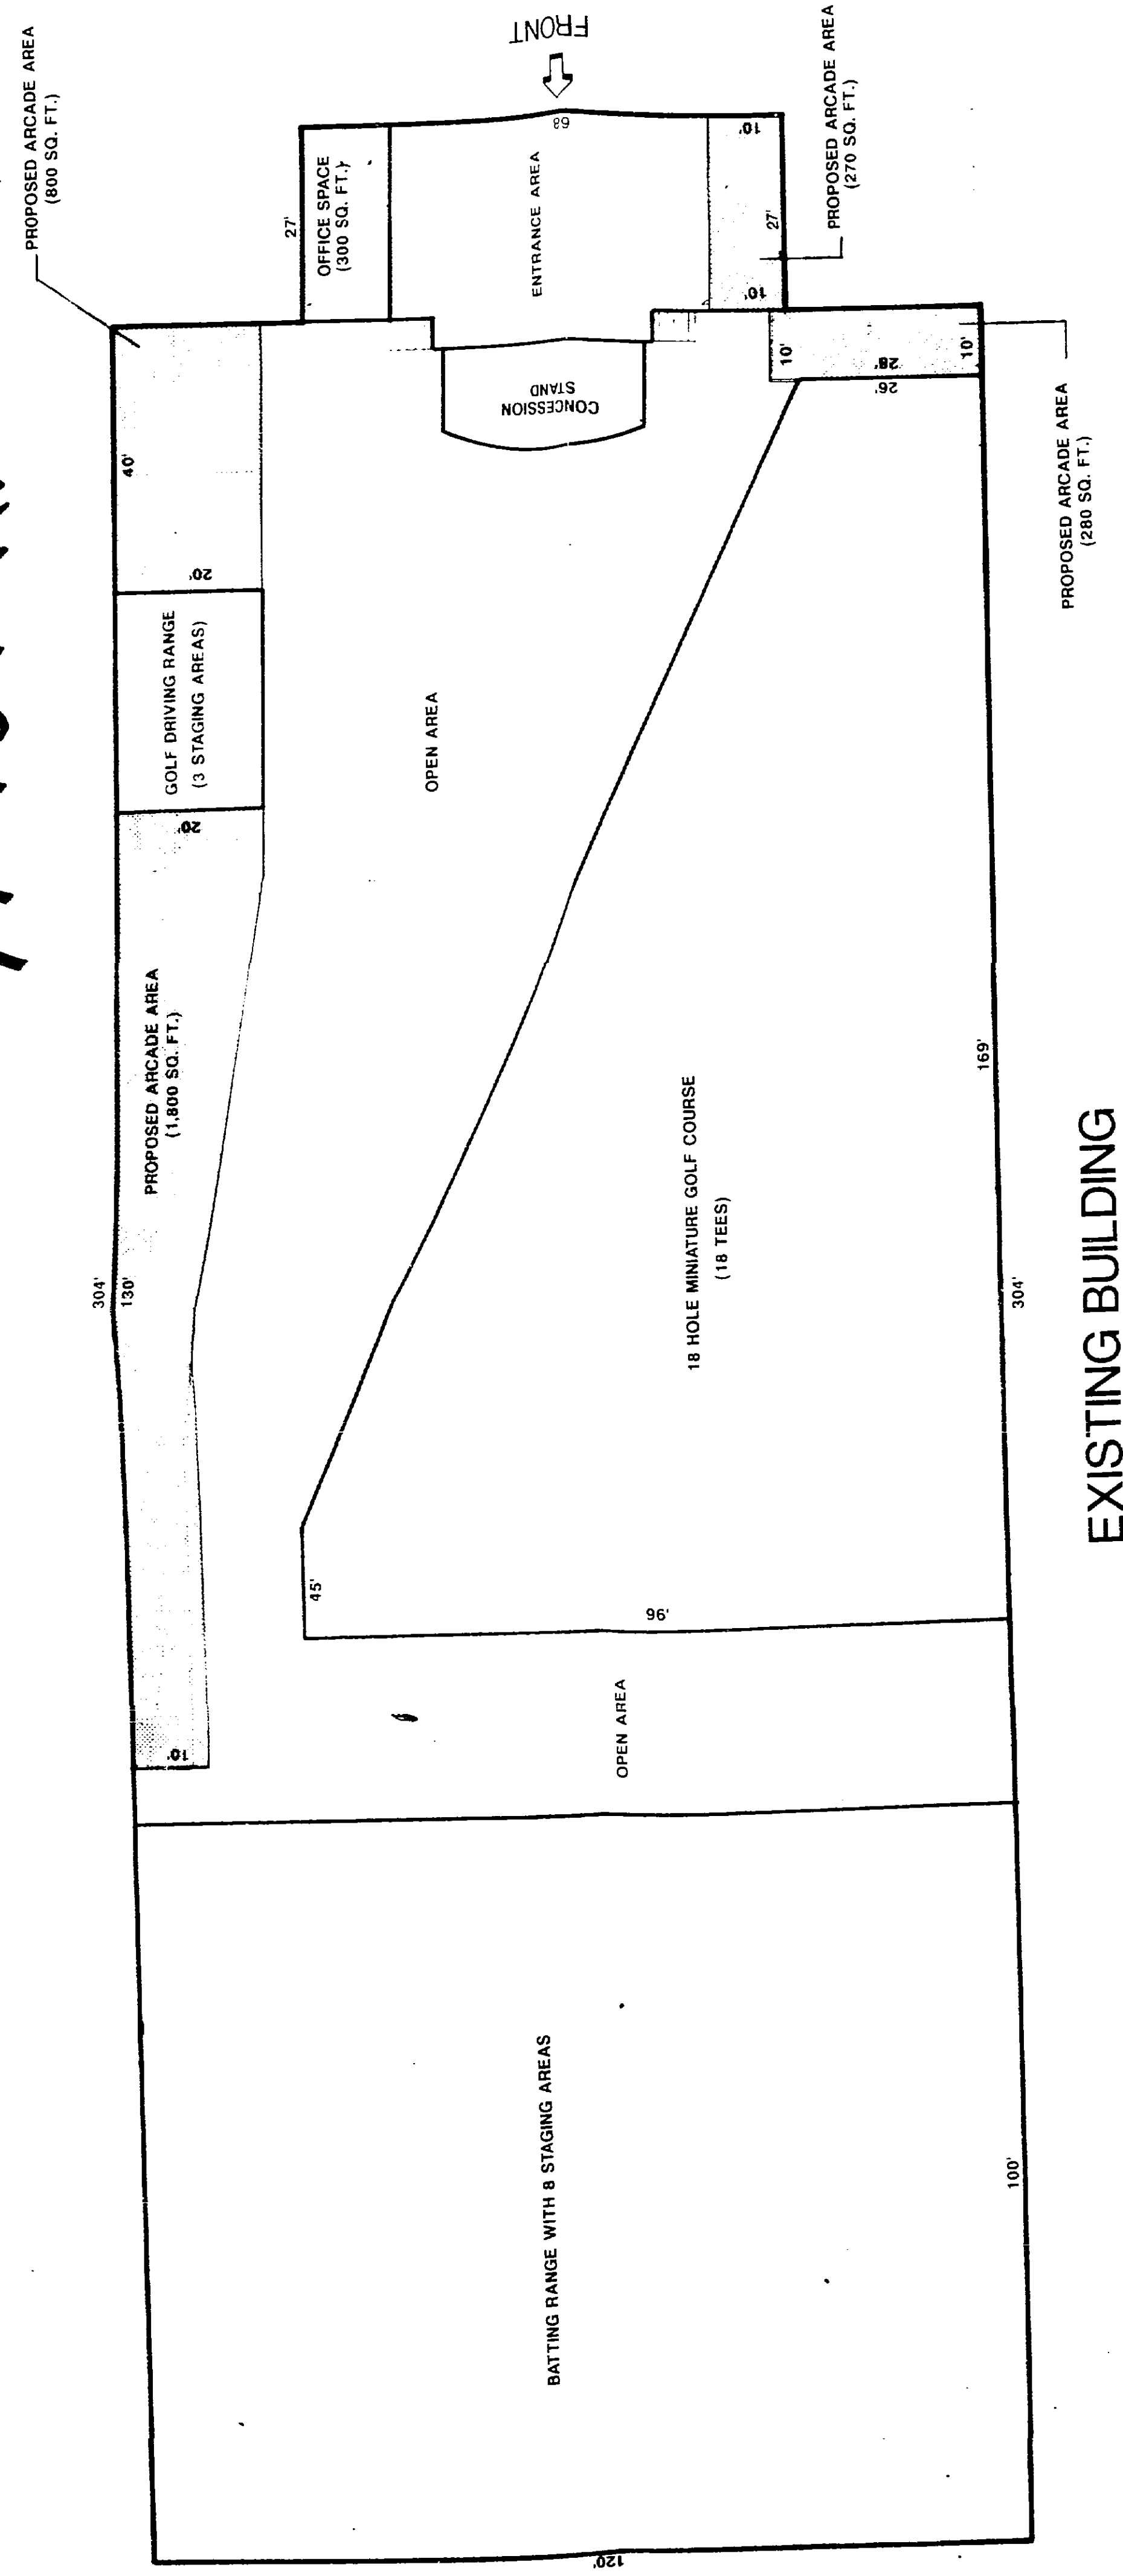 PROPOSED ARCADE AREA
(800 SQ. FT.)
FRONT
27'
OFFICE SPACE
(300 SQ. FT.)
ENTRANCE AREA
68
10'
27'
10'
PROPOSED ARCADE AREA
(270 SQ. FT.)
40'
20'
CONCESSION
STAND
10'
28'
10'
26'
PROPOSED ARCADE AREA
(280 SQ. FT.)
GOLF DRIVING RANGE
(3 STAGING AREAS)
20'
OPEN AREA
PROPOSED ARCADE AREA
(1,800 SQ. FT.)
304'
130'
10'
18 HOLE MINIATURE GOLF COURSE
(18 TEES)
169'
304'
45'
96'
OPEN AREA
BATTING RANGE WITH 8 STAGING AREAS
100'
120'
EXISTING BUILDING